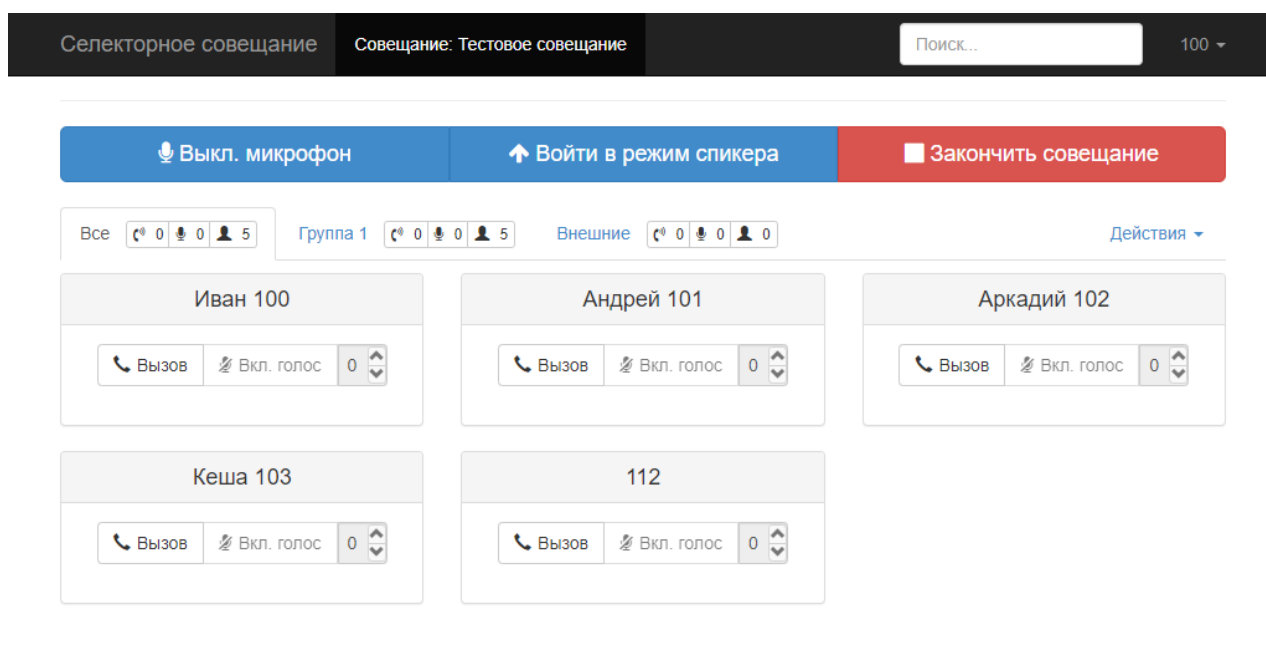 Селекторное совещание Совещание: Тестовое совещание Поиск... 100
Выкл. микрофон Войти в режим спикера Закончить совещание
Все 0 0 5 Группа 1 0 0 5 Внешние 0 0 0 Действия
Иван 100 Андрей 101 Аркадий 102
Вызов Вкл. голос 0 Вызов Вкл. голос 0 Вызов Вкл. голос 0
Кеша 103 112
Вызов Вкл. голос 0 Вызов Вкл. голос 0